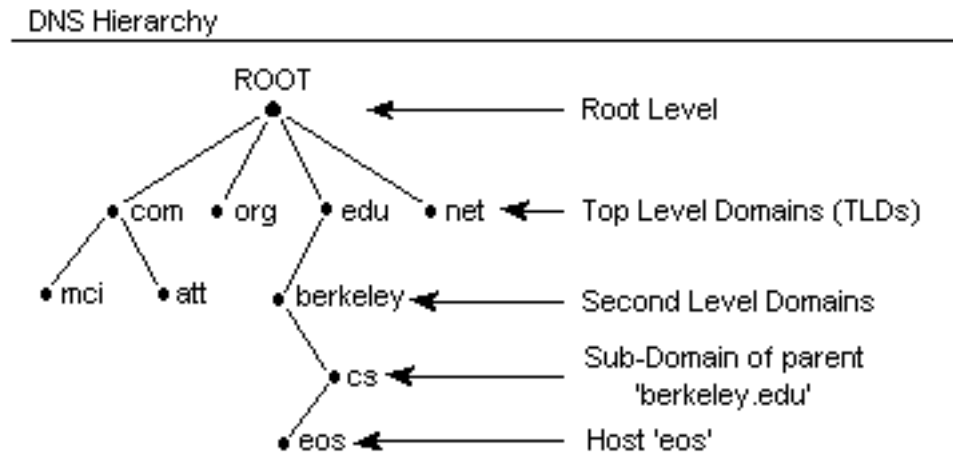 DNS Hierarchy
ROOT
Root Level
com org edu net Top Level Domains (TLDs)
mci att berkeley Second Level Domains
cs Sub-Domain of parent
'berkeley.edu'
eos Host 'eos'